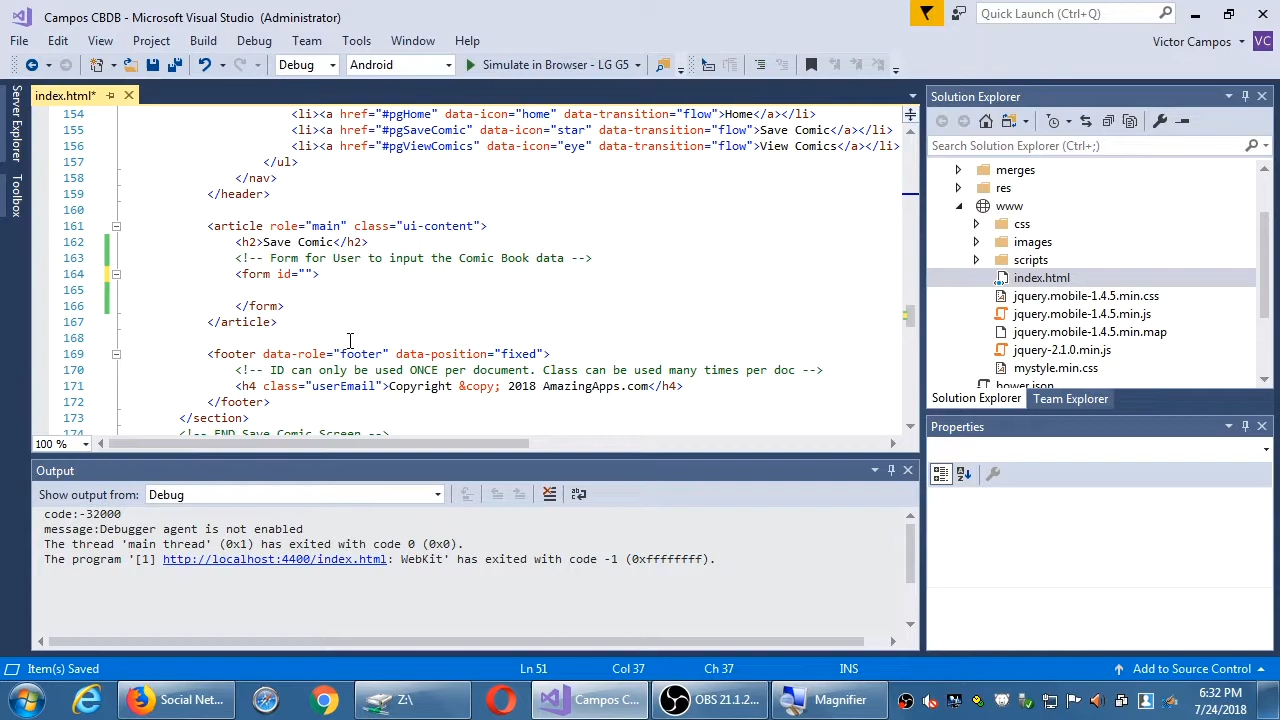 Campos CBDB - Microsoft Visual Studio (Administrator)
Quick Launch (Ctrl+Q)
File Edit View Project Build Debug Team Tools Window Help
Victor Campos VC
Debug Android Simulate in Browser - LG G5
Server Explorer
Toolbox
index.html*
154 <li><a href="#pgHome" data-icon="home" data-transition="flow">Home</a></li>
155 <li><a href="#pgSaveComic" data-icon="star" data-transition="flow">Save Comic</a></li>
156 <li><a href="#pgViewComics" data-icon="eye" data-transition="flow">View Comics</a></li>
157 </ul>
158 </nav>
159 </header>
160
161 <article role="main" class="ui-content">
162 <h2>Save Comic</h2>
163 <!-- Form for User to input the Comic Book data -->
164 <form id="">
165
166 </form>
167 </article>
168
169 <footer data-role="footer" data-position="fixed">
170 <!-- ID can only be used ONCE per document. Class can be used many times per doc -->
171 <h4 class="userEmail">Copyright &copy; 2018 AmazingApps.com</h4>
172 </footer>
173 </section>
174 <!-- END Save Comic Screen -->
100 %
Solution Explorer
Search Solution Explorer (Ctrl+;)
merges
res
www
css
images
scripts
index.html
jquery.mobile-1.4.5.min.css
jquery.mobile-1.4.5.min.js
jquery.mobile-1.4.5.min.map
jquery-2.1.0.min.js
mystyle.min.css
bower.json
Solution Explorer Team Explorer
Properties
Output
Show output from: Debug
code:-32000
message:Debugger agent is not enabled
The thread 'main thread' (0x1) has exited with code 0 (0x0).
The program '[1] http://localhost:4400/index.html: WebKit' has exited with code -1 (0xffffffff).
Item(s) Saved Ln 51 Col 37 Ch 37 INS Add to Source Control
Social Net... Z:\ Campos C... OBS 21.1.2... Magnifier
6:32 PM
7/24/2018